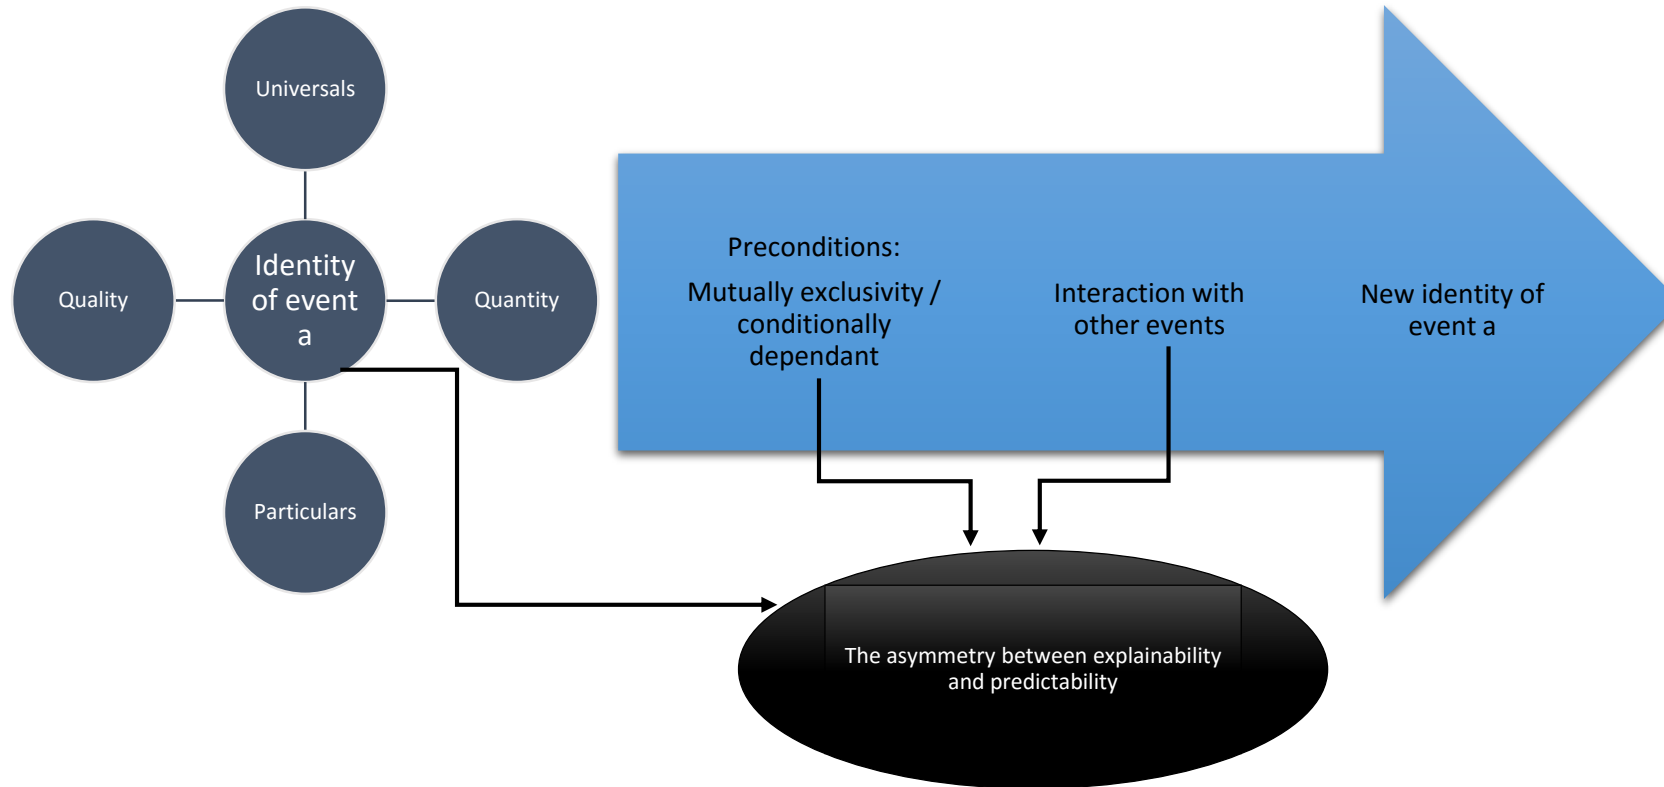 Universals
Quality
Identity
of event
a
Quantity
Particulars
Preconditions:
Mutually exclusivity /
conditionally
dependant
Interaction with
other events
New identity of
event a
The asymmetry between explainability
and predictability